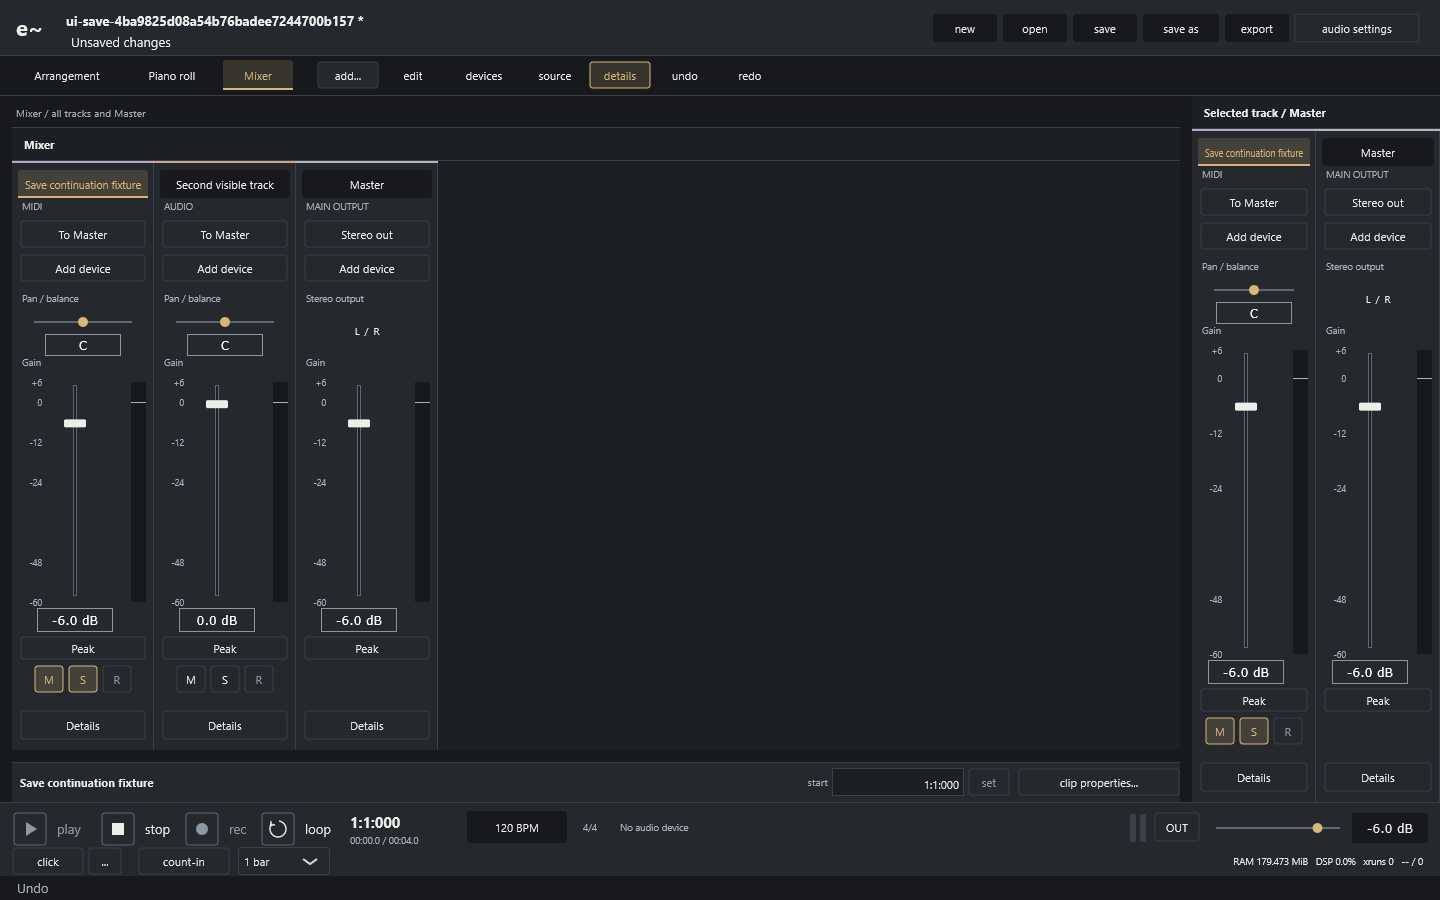 e~
ui-save-4ba9825d08a54b76badee7244700b157 *
Unsaved changes
new open save save as export audio settings
Arrangement Piano roll Mixer add... edit devices source details undo redo
Mixer / all tracks and Master
Mixer
Save continuation fixture Second visible track Master
MIDI AUDIO MAIN OUTPUT
To Master To Master Stereo out
Add device Add device Add device
Pan / balance Pan / balance Stereo output
L / R
C C
Gain Gain Gain
+6 +6 +6
0 0 0
-12 -12 -12
-24 -24 -24
-48 -48 -48
-60 -60 -60
-6.0 dB 0.0 dB -6.0 dB
Peak Peak Peak
M S R M S R
Details Details Details
Selected track / Master
Save continuation fixture Master
MIDI MAIN OUTPUT
To Master Stereo out
Add device Add device
Pan / balance Stereo output
L / R
C
Gain Gain
+6 +6
0 0
-12 -12
-24 -24
-48 -48
-60 -60
-6.0 dB -6.0 dB
Peak Peak
M S R
Details Details
Save continuation fixture start 1:1:000 set clip properties...
play stop rec loop 1:1:000 120 BPM 4/4 No audio device OUT -6.0 dB
00:00.0 / 00:04.0
click ... count-in 1 bar RAM 179.473 MiB DSP 0.0% xruns 0 -- / 0
Undo